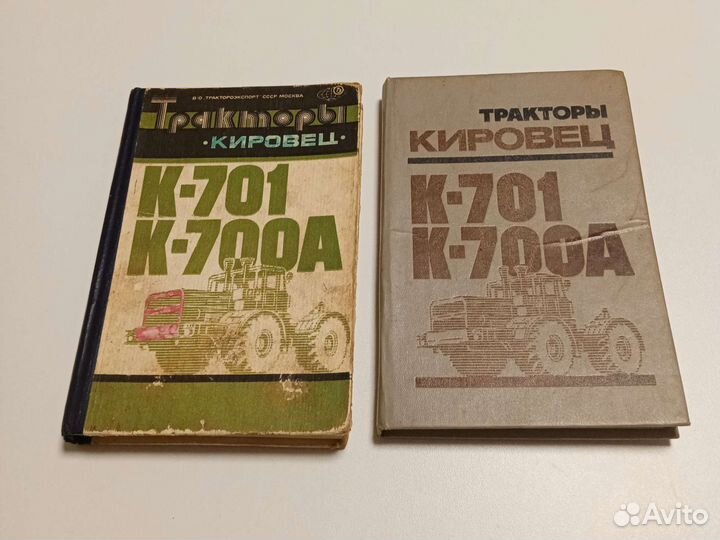 В/О „ТРАКТОРОЭКСПОРТ" СССР МОСКВА
Тракторы
·КИРОВЕЦ·
К-701
К-700А
ТРАКТОРЫ
КИРОВЕЦ
К-701
К-700А
Avito